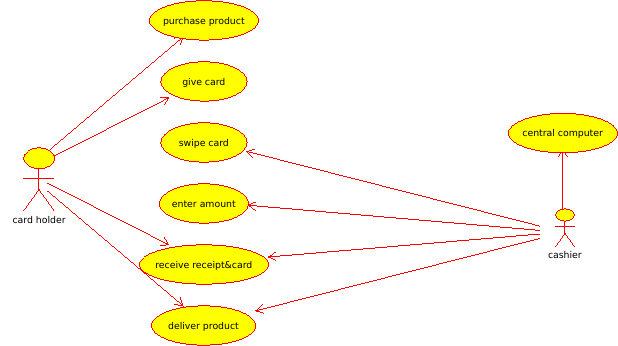 purchase product
give card
swipe card
central computer
enter amount
card holder
cashier
receive receipt&card
deliver product